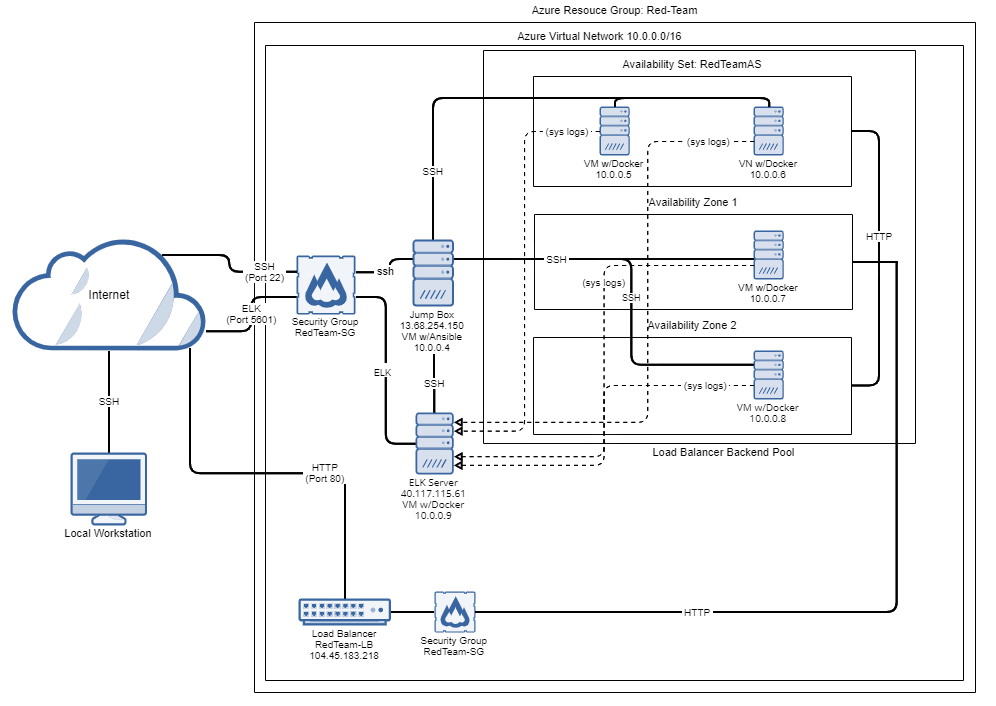 Azure Resouce Group: Red-Team
Azure Virtual Network 10.0.0.0/16
Availability Set: RedTeamAS
(sys logs)
(sys logs)
VM w/Docker
10.0.0.5
VN w/Docker
10.0.0.6
SSH
Availability Zone 1
HTTP
SSH
(Port 22)
ssh
SSH
(sys logs)
SSH
VM w/Docker
10.0.0.7
Internet
ELK
(Port 5601)
Security Group
RedTeam-SG
Jump Box
13.68.254.150
VM w/Ansible
10.0.0.4
Availability Zone 2
ELK
SSH
(sys logs)
VM w/Docker
10.0.0.8
SSH
Load Balancer Backend Pool
HTTP
(Port 80)
ELK Server
40.117.115.61
VM w/Docker
10.0.0.9
Local Workstation
HTTP
Load Balancer
RedTeam-LB
104.45.183.218
Security Group
RedTeam-SG